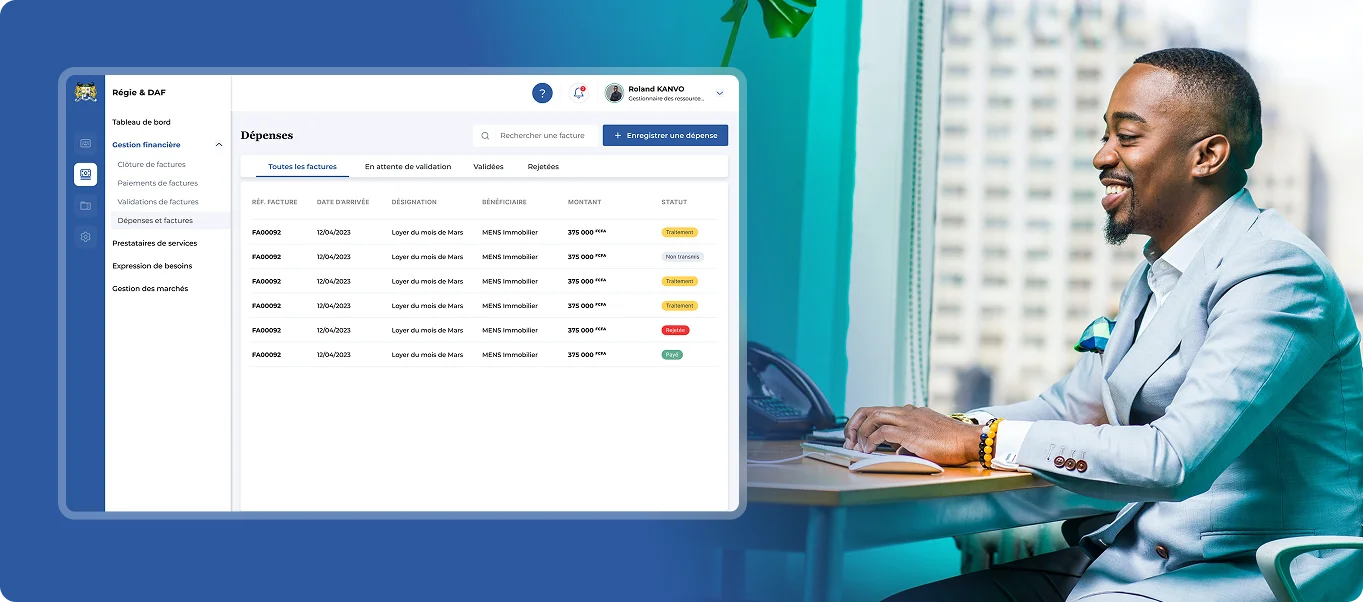 Régie & DAF
Tableau de bord
Gestion financière
Clôture de factures
Paiements de factures
Validations de factures
Dépenses et factures
Prestataires de services
Expression de besoins
Gestion des marchés
?
Roland KANVO
Gestionnaire des ressource...
Dépenses
Rechercher une facture
+ Enregistrer une dépense
Toutes les factures En attente de validation Validées Rejetées
RÉF. FACTURE DATE D'ARRIVÉE DÉSIGNATION BÉNÉFICIAIRE MONTANT STATUT
FA00092 12/04/2023 Loyer du mois de Mars MENS Immobilier 375 000 FCFA Traitement
FA00092 12/04/2023 Loyer du mois de Mars MENS Immobilier 375 000 FCFA Non transmis
FA00092 12/04/2023 Loyer du mois de Mars MENS Immobilier 375 000 FCFA Traitement
FA00092 12/04/2023 Loyer du mois de Mars MENS Immobilier 375 000 FCFA Traitement
FA00092 12/04/2023 Loyer du mois de Mars MENS Immobilier 375 000 FCFA Rejetée
FA00092 12/04/2023 Loyer du mois de Mars MENS Immobilier 375 000 FCFA Payé